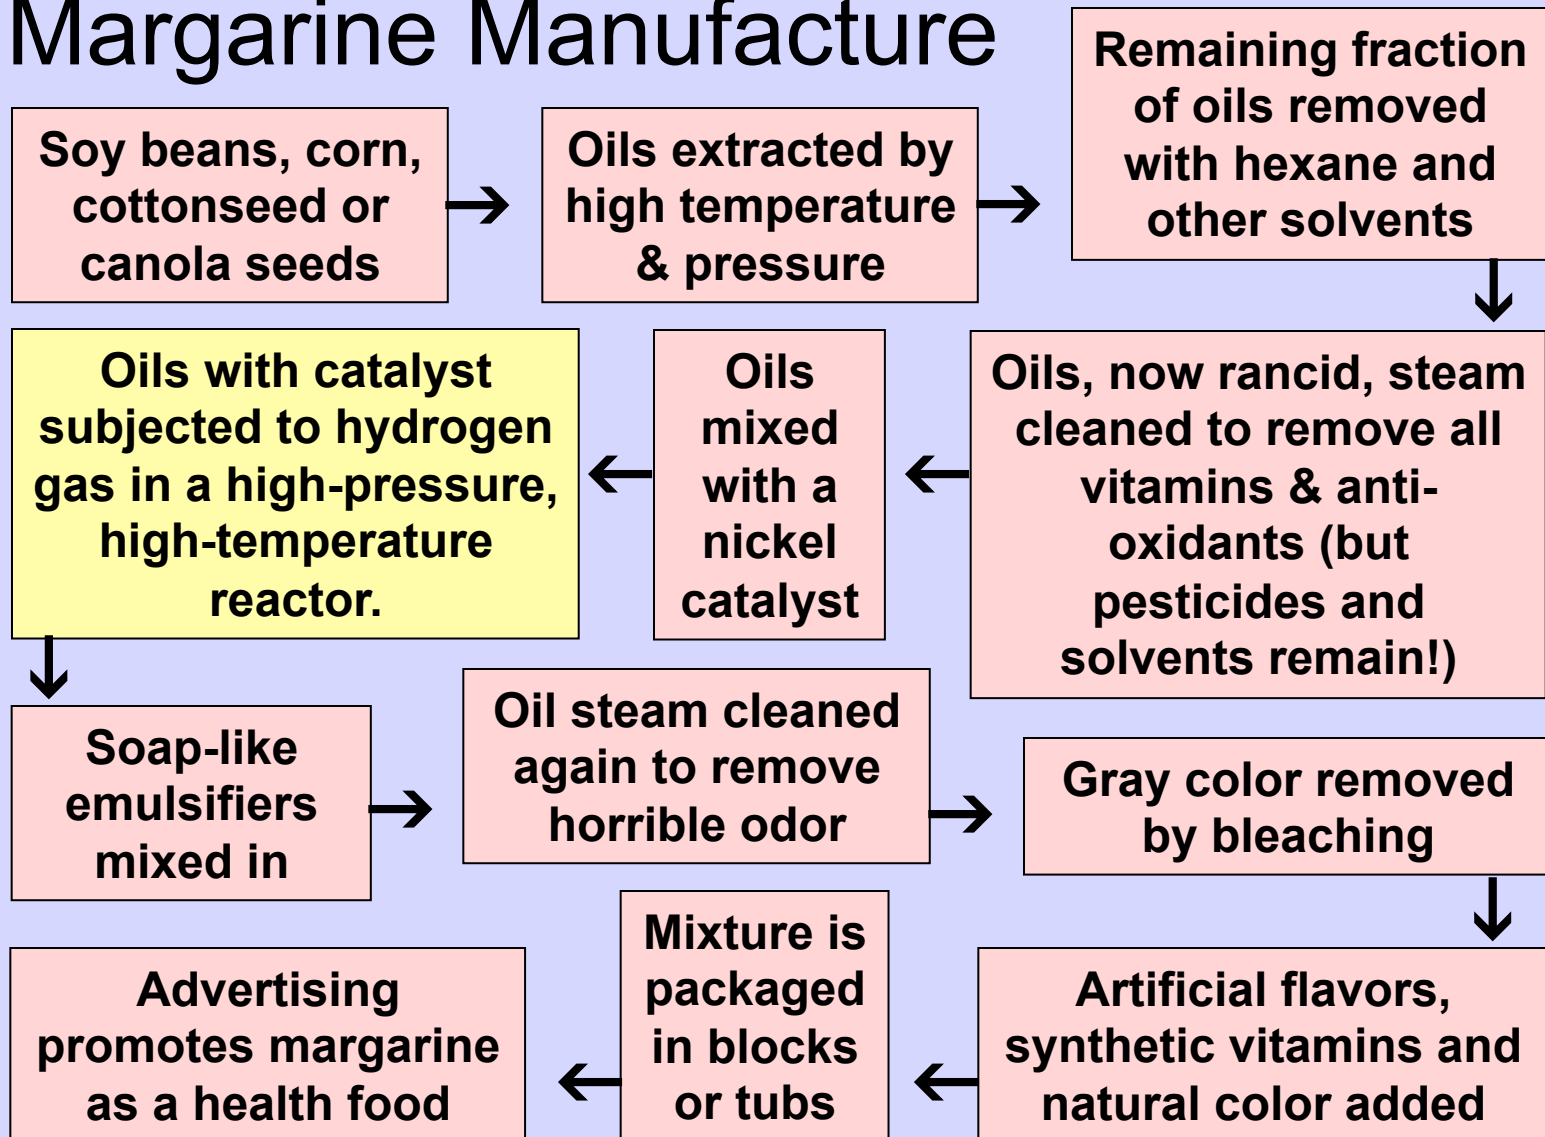 Margarine Manufacture
Soy beans, corn,
cottonseed or
canola seeds
Oils extracted by
high temperature
& pressure
Remaining fraction
of oils removed
with hexane and
other solvents
Oils, now rancid, steam
cleaned to remove all
vitamins & anti-
oxidants (but
pesticides and
solvents remain!)
Oils
mixed
with a
nickel
catalyst
Oils with catalyst
subjected to hydrogen
gas in a high-pressure,
high-temperature
reactor.
Soap-like
emulsifiers
mixed in
Oil steam cleaned
again to remove
horrible odor
Gray color removed
by bleaching
Artificial flavors,
synthetic vitamins and
natural color added
Mixture is
packaged
in blocks
or tubs
Advertising
promotes margarine
as a health food